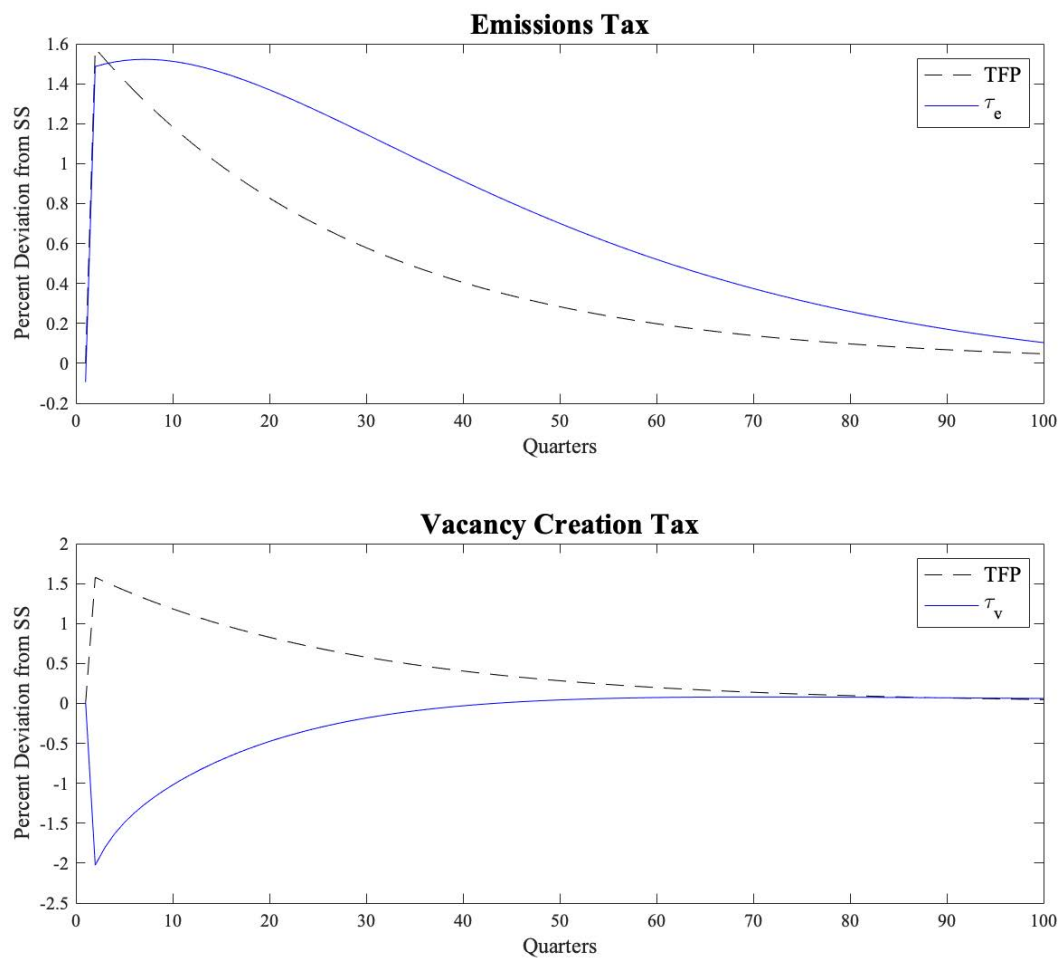 Emissions Tax
Percent Deviation from SS
1.6
1.4
1.2
1
0.8
0.6
0.4
0.2
0
-0.2
TFP
τ_e
0 10 20 30 40 50 60 70 80 90 100
Quarters
Vacancy Creation Tax
Percent Deviation from SS
2
1.5
1
0.5
0
-0.5
-1
-1.5
-2
-2.5
TFP
τ_v
0 10 20 30 40 50 60 70 80 90 100
Quarters